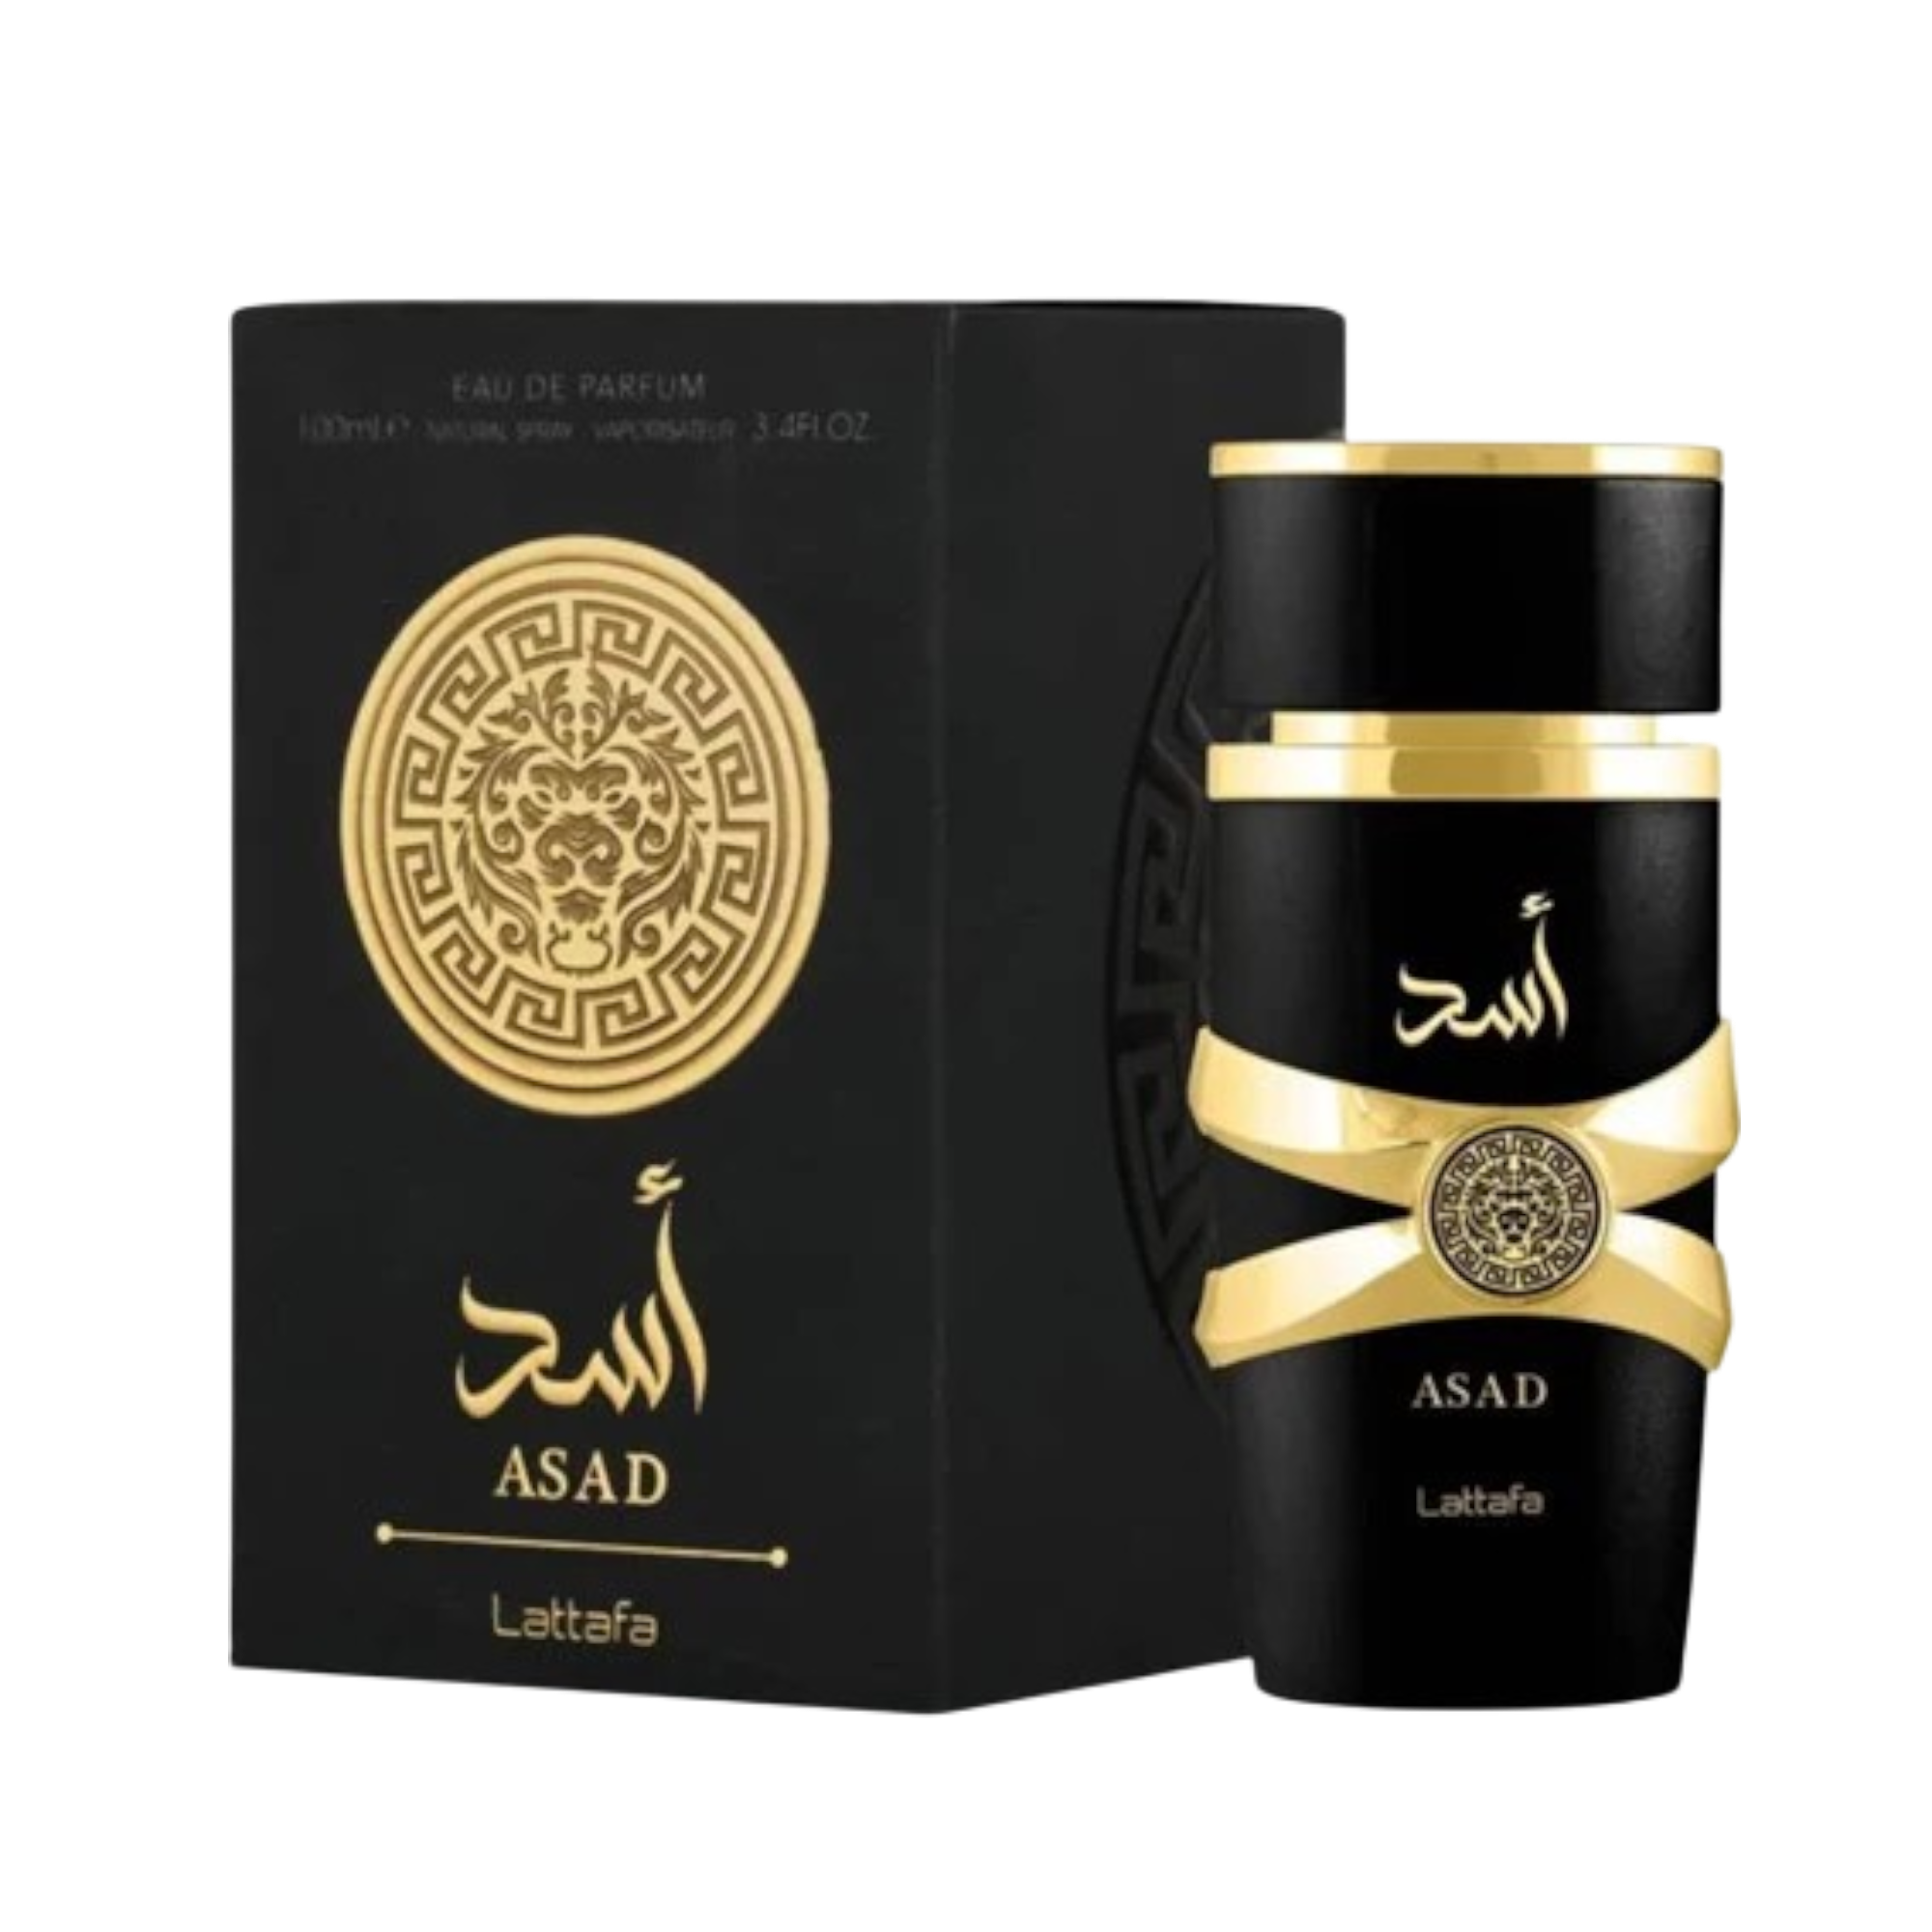 EAU DE PARFUM
100ml.e NATURAL SPRAY - VAPORISATEUR 3.4FL.OZ.
أسد
ASAD
Lattafa
أسد
ASAD
Lattafa